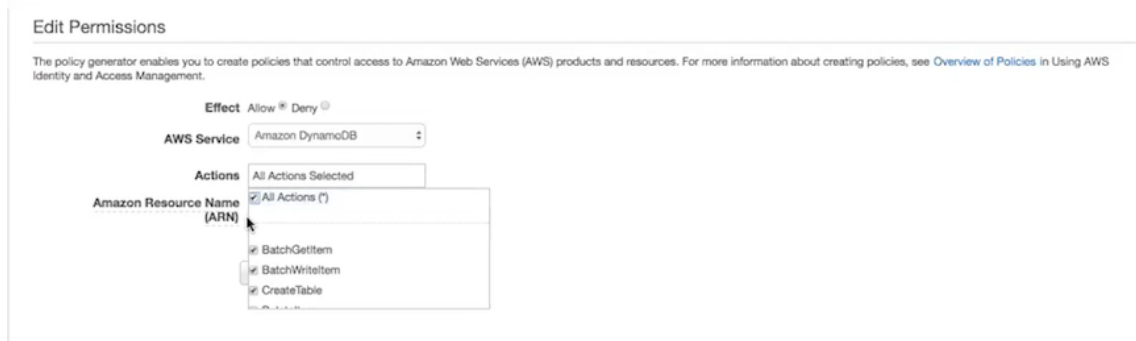 Edit Permissions
The policy generator enables you to create policies that control access to Amazon Web Services (AWS) products and resources. For more information about creating policies, see Overview of Policies in Using AWS
Identity and Access Management.
Effect Allow Deny
AWS Service Amazon DynamoDB
Actions All Actions Selected
All Actions (*)
Amazon Resource Name
(ARN)
BatchGetItem
BatchWriteItem
CreateTable